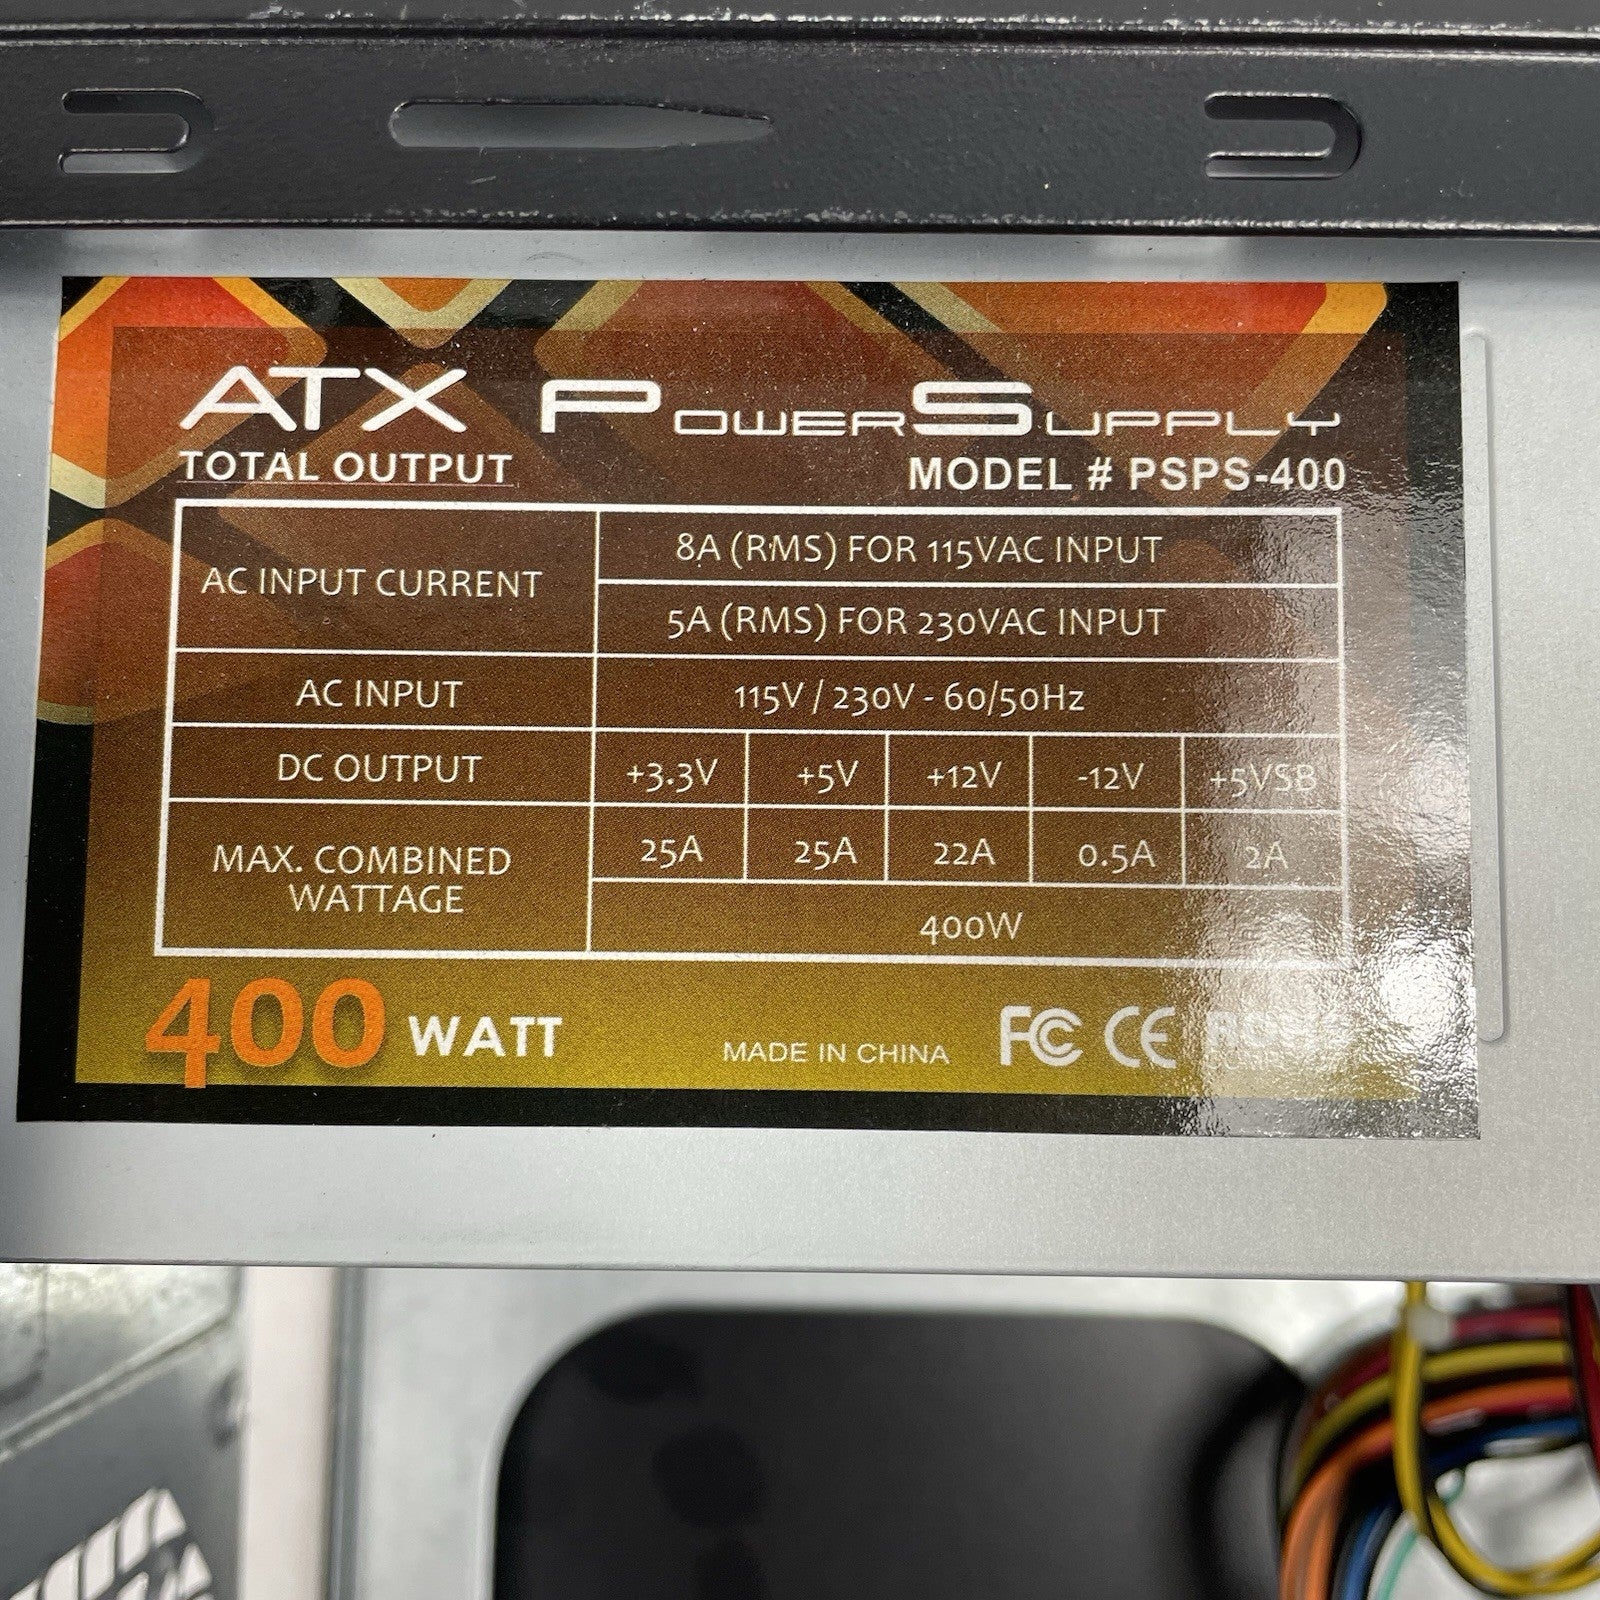 ATX POWERSUPPLY
TOTAL OUTPUT MODEL # PSPS-400
AC INPUT CURRENT
8A (RMS) FOR 115VAC INPUT
5A (RMS) FOR 230VAC INPUT
AC INPUT 115V / 230V - 60/50Hz
DC OUTPUT +3.3V +5V +12V -12V +5VSB
MAX. COMBINED
WATTAGE
25A 25A 22A 0.5A 2A
400W
400 WATT MADE IN CHINA FC CE